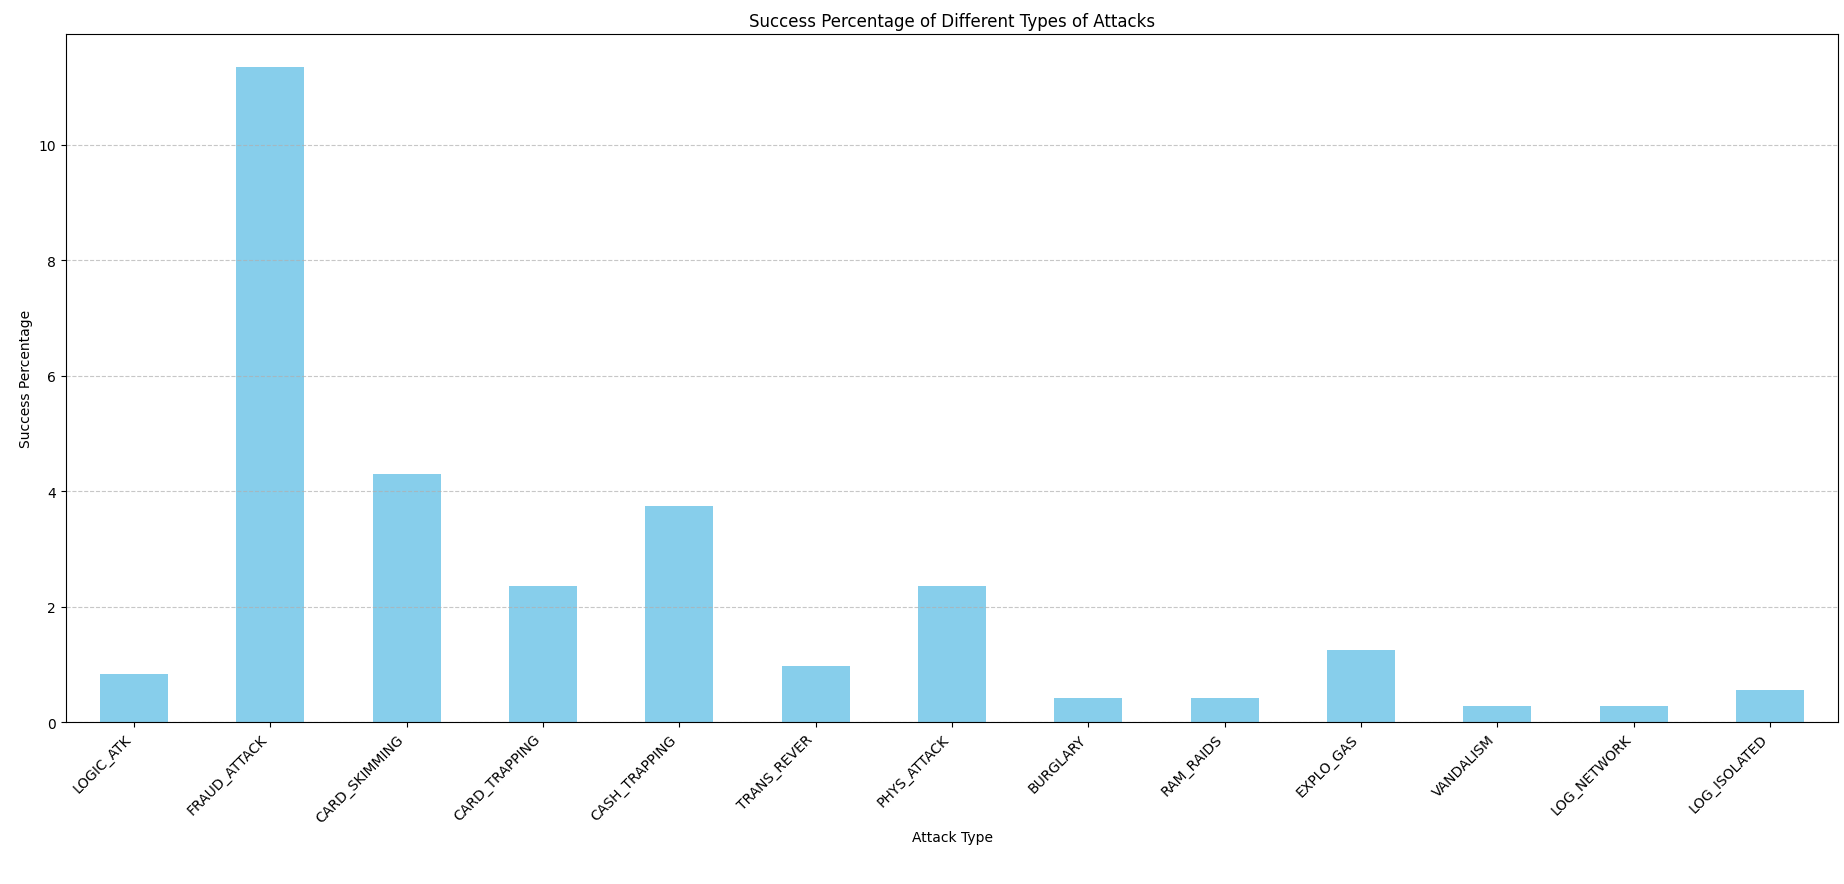 Success Percentage of Different Types of Attacks
Success Percentage
10
8
6
4
2
0
LOGIC_ATK
FRAUD_ATTACK
CARD_SKIMMING
CARD_TRAPPING
CASH_TRAPPING
TRANS_REVER
PHYS_ATTACK
BURGLARY
RAM_RAIDS
EXPLO_GAS
VANDALISM
LOG_NETWORK
LOG_ISOLATED
Attack Type